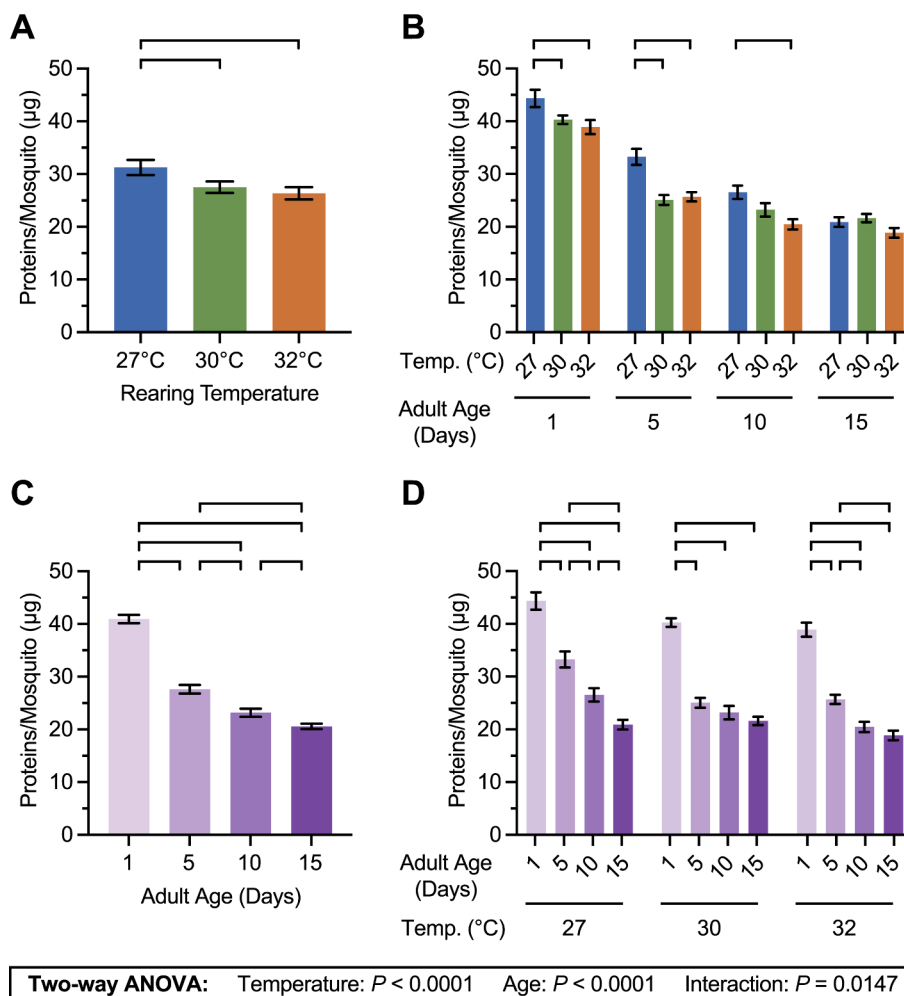 A
Proteins/Mosquito (µg)
50
40
30
20
10
0
27°C 30°C 32°C
Rearing Temperature
B
Proteins/Mosquito (µg)
50
40
30
20
10
0
Temp. (°C) 27 30 32 27 30 32 27 30 32 27 30 32
Adult Age
(Days)
1 5 10 15
C
Proteins/Mosquito (µg)
50
40
30
20
10
0
1 5 10 15
Adult Age (Days)
D
Proteins/Mosquito (µg)
50
40
30
20
10
0
Adult Age
(Days)
1 5 10 15 1 5 10 15 1 5 10 15
Temp. (°C) 27 30 32
Two-way ANOVA: Temperature: P < 0.0001 Age: P < 0.0001 Interaction: P = 0.0147